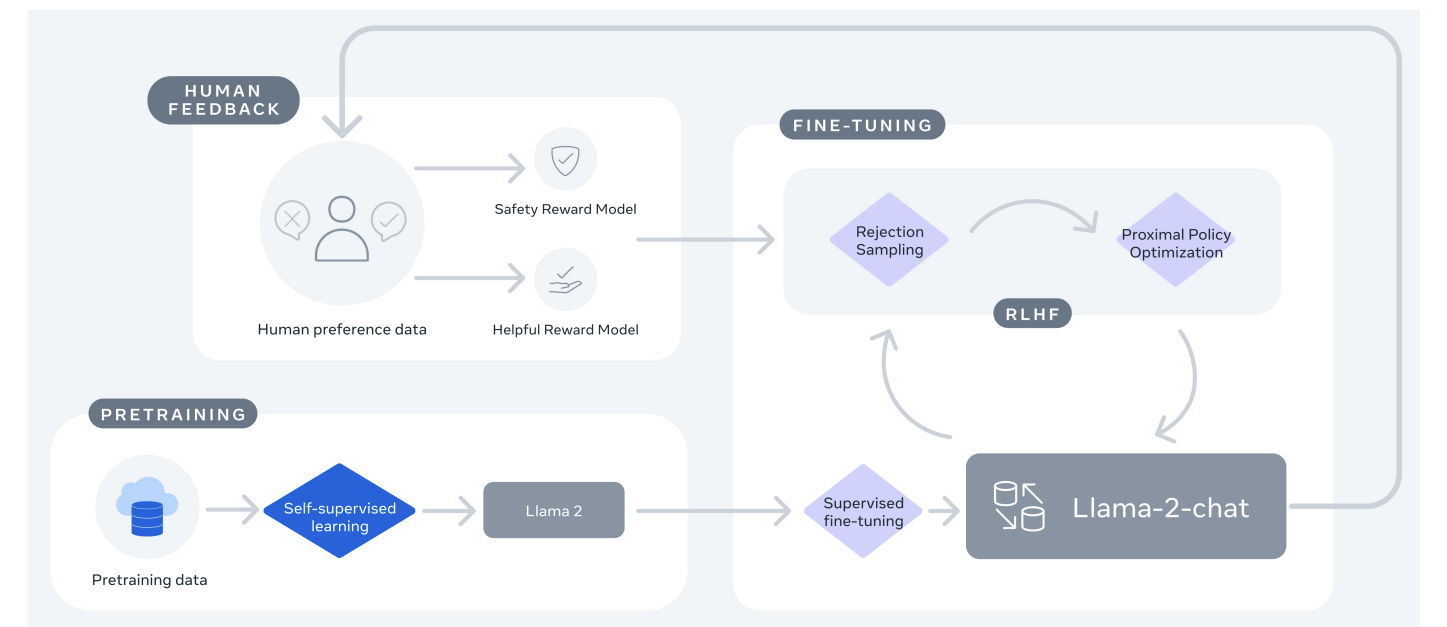 HUMAN
FEEDBACK
Safety Reward Model
Human preference data
Helpful Reward Model
FINE-TUNING
Rejection
Sampling
Proximal Policy
Optimization
RLHF
PRETRAINING
Pretraining data
Self-supervised
learning
Llama 2
Supervised
fine-tuning
Llama-2-chat